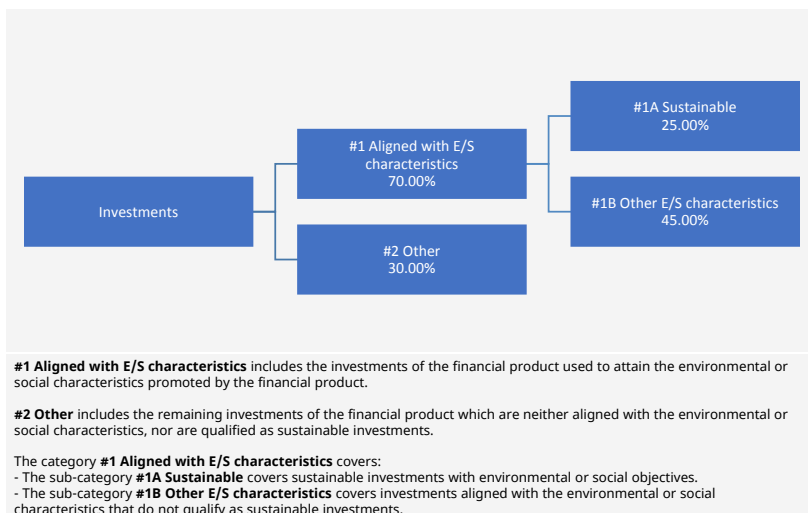 #1A Sustainable
25.00%
#1 Aligned with E/S
characteristics
70.00%
Investments
#1B Other E/S characteristics
45.00%
#2 Other
30.00%
#1 Aligned with E/S characteristics includes the investments of the financial product used to attain the environmental or
social characteristics promoted by the financial product.
#2 Other includes the remaining investments of the financial product which are neither aligned with the environmental or
social characteristics, nor are qualified as sustainable investments.
The category #1 Aligned with E/S characteristics covers:
- The sub-category #1A Sustainable covers sustainable investments with environmental or social objectives.
- The sub-category #1B Other E/S characteristics covers investments aligned with the environmental or social
characteristics that do not qualify as sustainable investments.